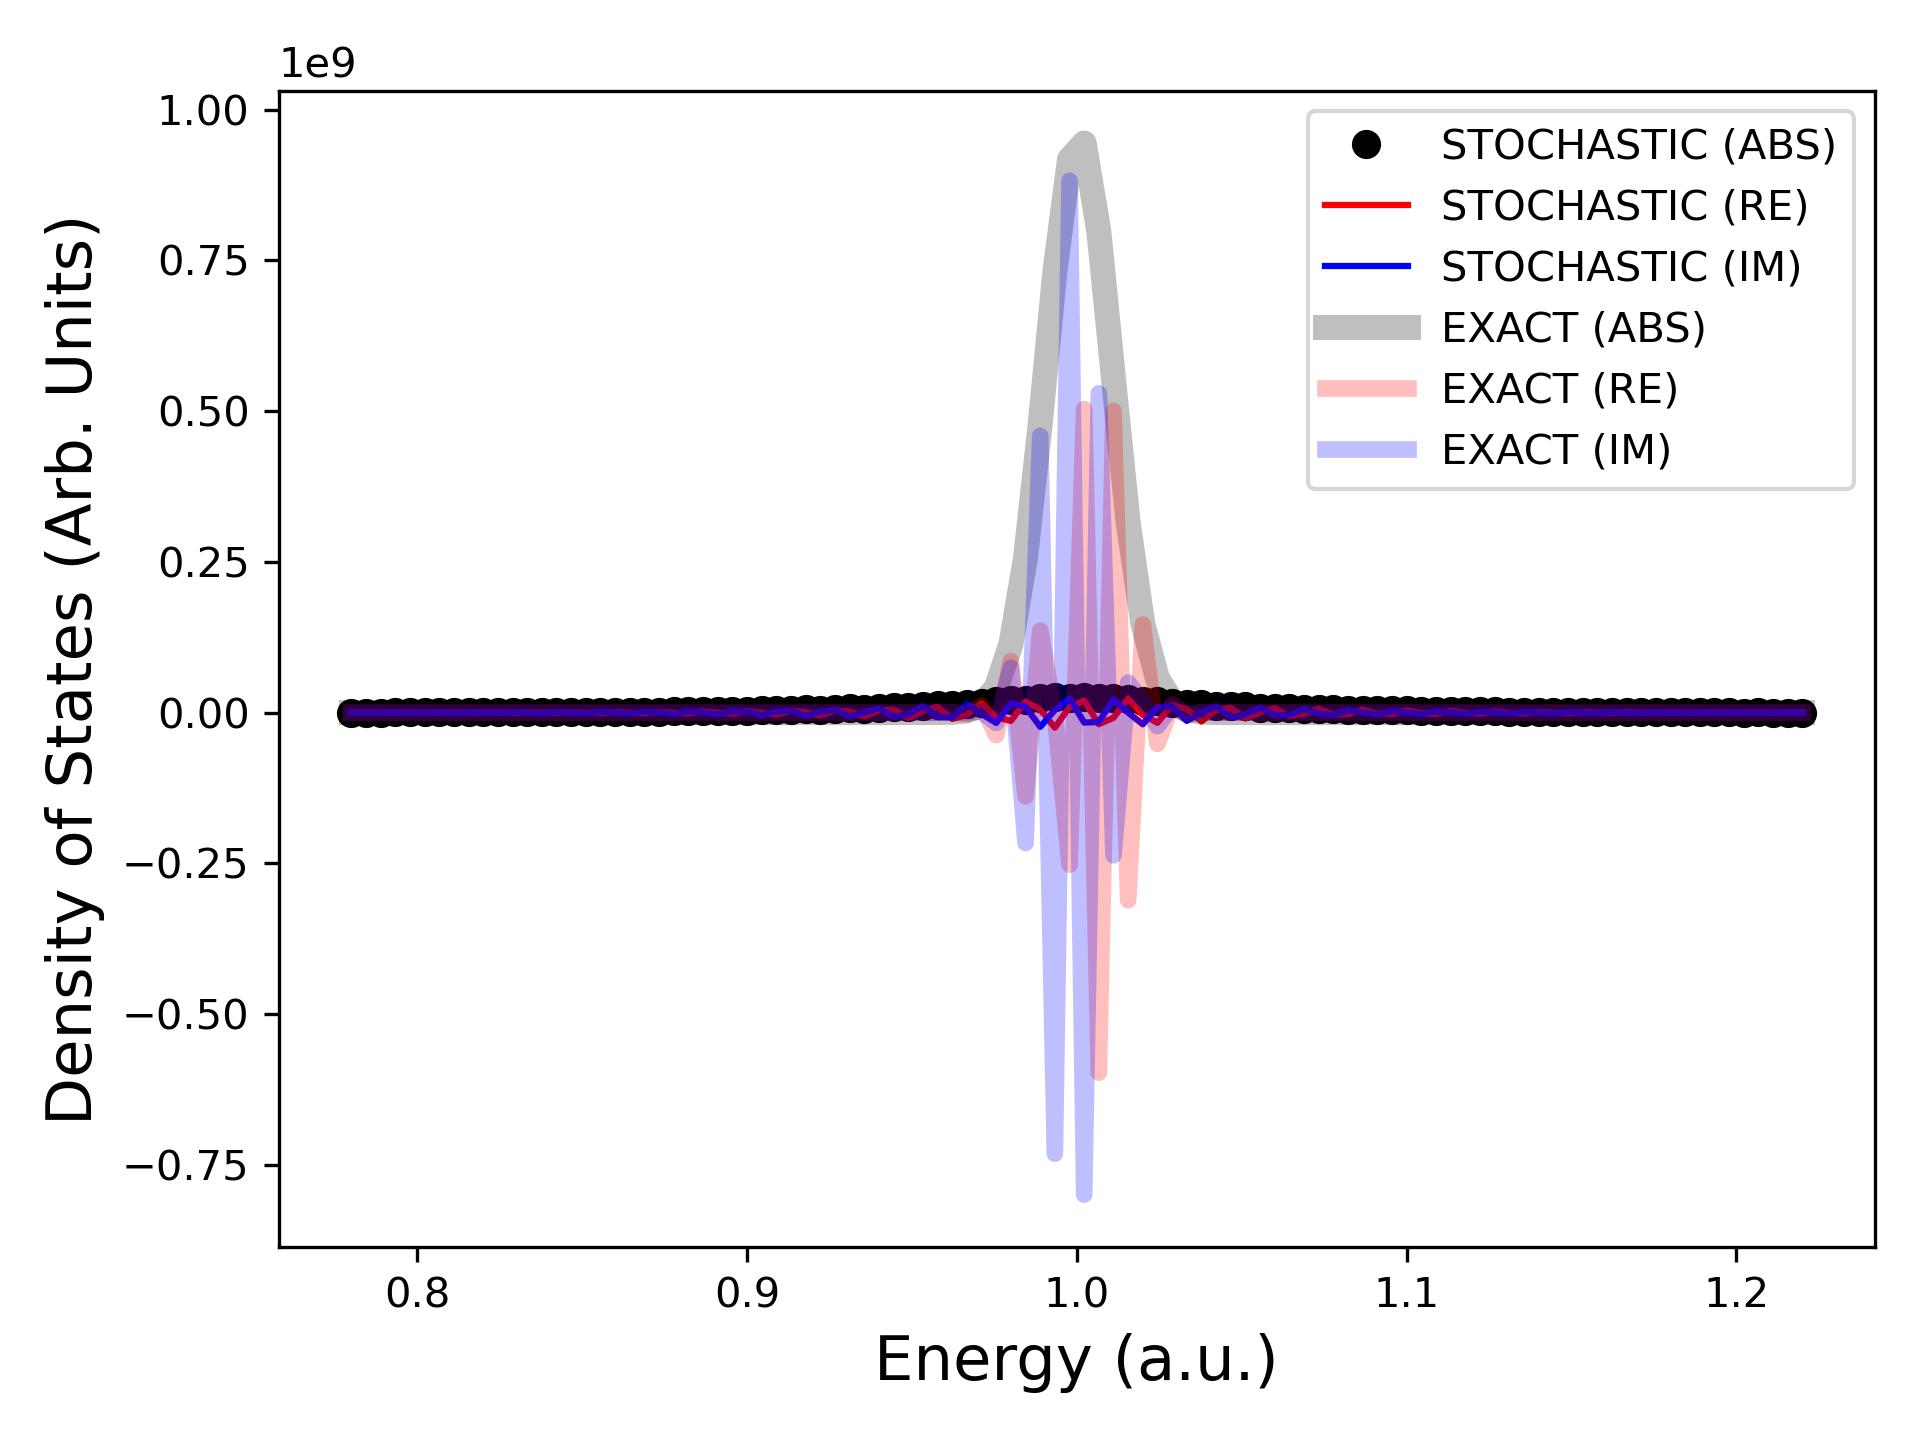 1e9
1.00
0.75
0.50
0.25
0.00
−0.25
−0.50
−0.75
Density of States (Arb. Units)
STOCHASTIC (ABS)
STOCHASTIC (RE)
STOCHASTIC (IM)
EXACT (ABS)
EXACT (RE)
EXACT (IM)
0.8 0.9 1.0 1.1 1.2
Energy (a.u.)